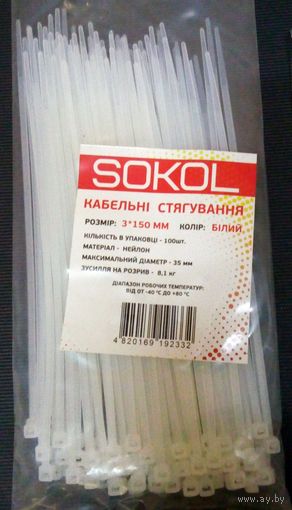 SOKOL
КАБЕЛЬНІ СТЯГУВАННЯ
РОЗМІР: 3*150 ММ КОЛІР: БІЛИЙ
КІЛЬКІСТЬ В УПАКОВЦІ - 100шт.
МАТЕРІАЛ - НЕЙЛОН
МАКСИМАЛЬНИЙ ДІАМЕТР - 35 мм
ЗУСИЛЛЯ НА РОЗРИВ - 8,1 кг
ДІАПАЗОН РОБОЧИХ ТЕМПЕРАТУР:
ВІД ОТ -40 °С ДО +80 °С
4 820169 192332
www.ay.by